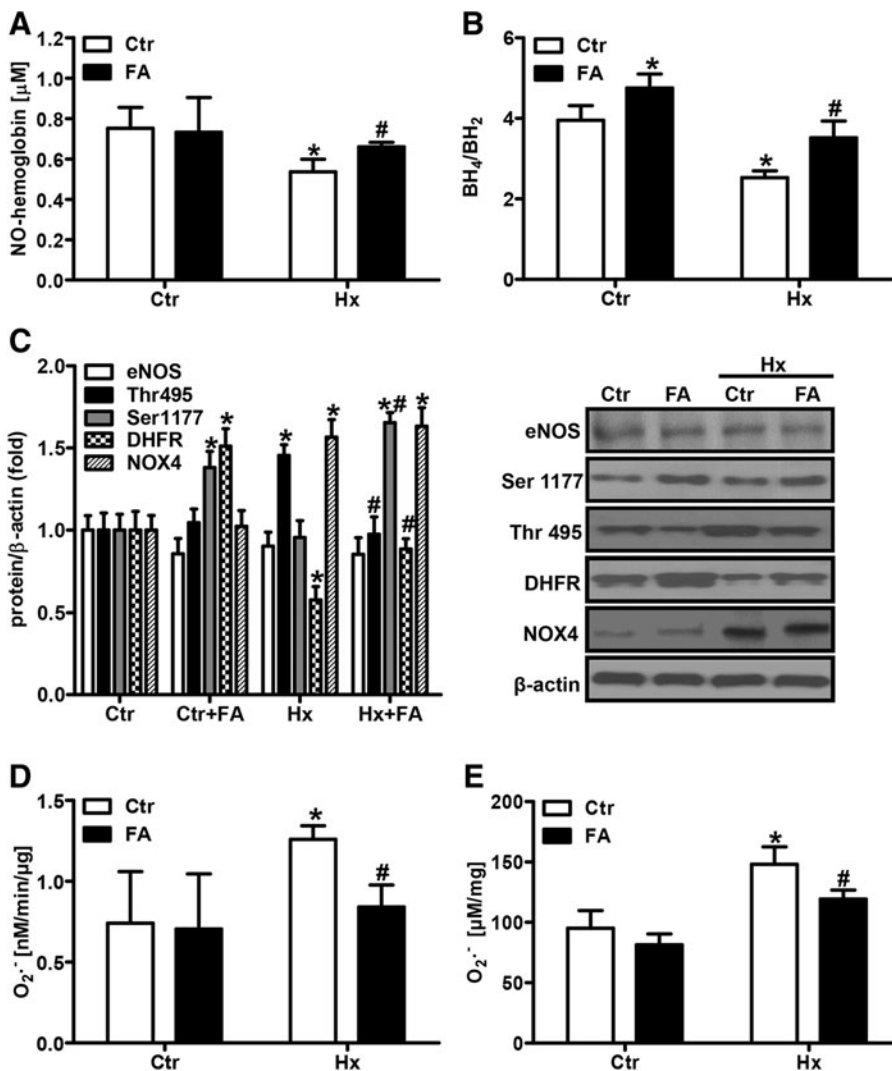 A
NO-hemoglobin [µM]
1.2
1.0
0.8
0.6
0.4
0.2
0.0
Ctr
FA
*
#
Ctr
Hx
B
BH4/BH2
6
4
2
0
Ctr
FA
*
*
#
Ctr
Hx
C
protein/β-actin (fold)
2.0
1.5
1.0
0.5
0.0
eNOS
Thr495
Ser1177
DHFR
NOX4
* *
* * *
# *# # *
Ctr
Ctr+FA
Hx
Hx+FA
Hx
Ctr FA Ctr FA
eNOS
Ser 1177
Thr 495
DHFR
NOX4
β-actin
D
O2·- [nM/min/µg]
1.5
1.0
0.5
0.0
Ctr
FA
*
#
Ctr
Hx
E
O2·- [µM/mg]
200
150
100
50
0
Ctr
FA
*
#
Ctr
Hx